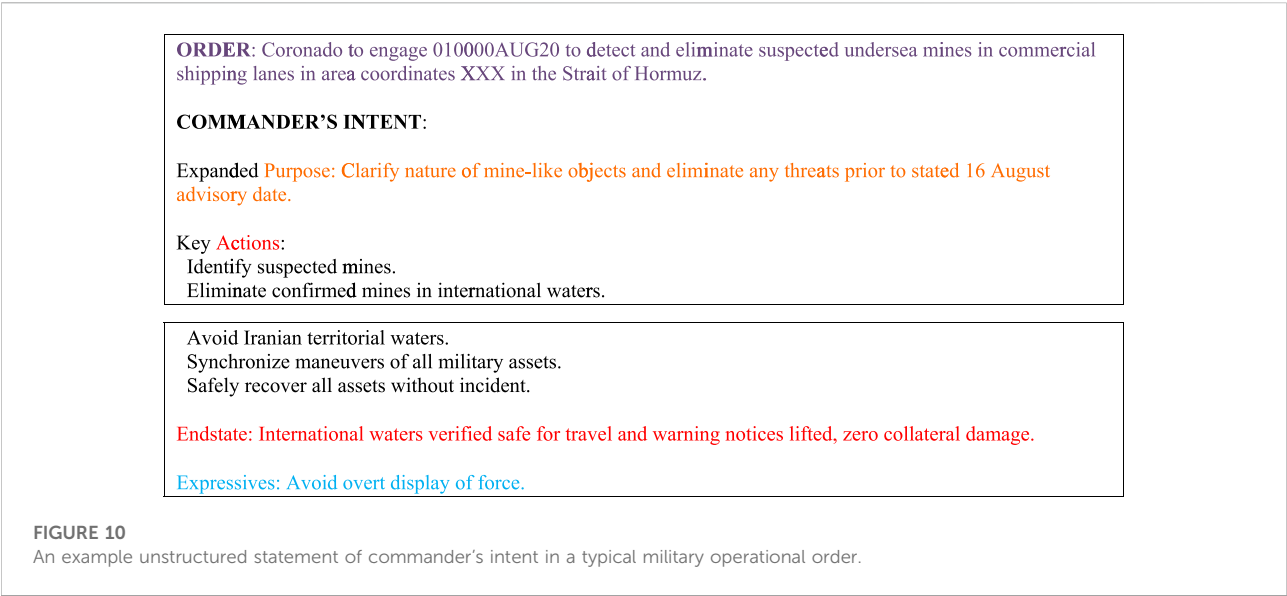 ORDER: Coronado to engage 010000AUG20 to detect and eliminate suspected undersea mines in commercial
shipping lanes in area coordinates XXX in the Strait of Hormuz.
COMMANDER’S INTENT:
Expanded Purpose: Clarify nature of mine-like objects and eliminate any threats prior to stated 16 August
advisory date.
Key Actions:
Identify suspected mines.
Eliminate confirmed mines in international waters.
Avoid Iranian territorial waters.
Synchronize maneuvers of all military assets.
Safely recover all assets without incident.
Endstate: International waters verified safe for travel and warning notices lifted, zero collateral damage.
Expressives: Avoid overt display of force.
FIGURE 10
An example unstructured statement of commander’s intent in a typical military operational order.